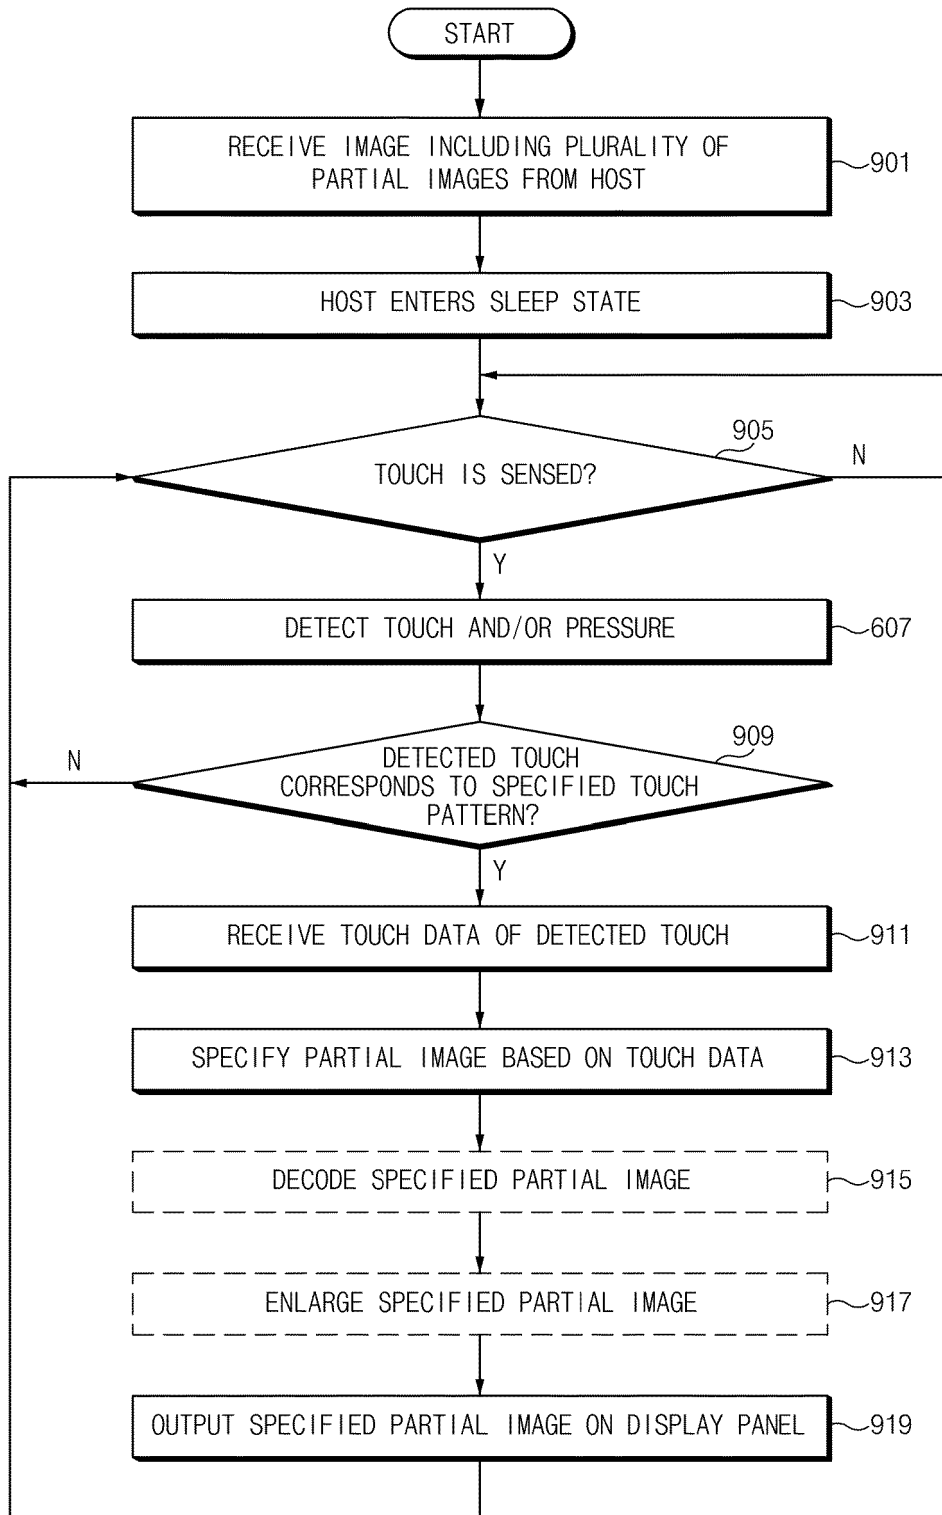 START
RECEIVE IMAGE INCLUDING PLURALITY OF
PARTIAL IMAGES FROM HOST
901
HOST ENTERS SLEEP STATE
903
905
TOUCH IS SENSED?
N
Y
DETECT TOUCH AND/OR PRESSURE
607
909
N
DETECTED TOUCH
CORRESPONDS TO SPECIFIED TOUCH
PATTERN?
Y
RECEIVE TOUCH DATA OF DETECTED TOUCH
911
SPECIFY PARTIAL IMAGE BASED ON TOUCH DATA
913
DECODE SPECIFIED PARTIAL IMAGE
915
ENLARGE SPECIFIED PARTIAL IMAGE
917
OUTPUT SPECIFIED PARTIAL IMAGE ON DISPLAY PANEL
919